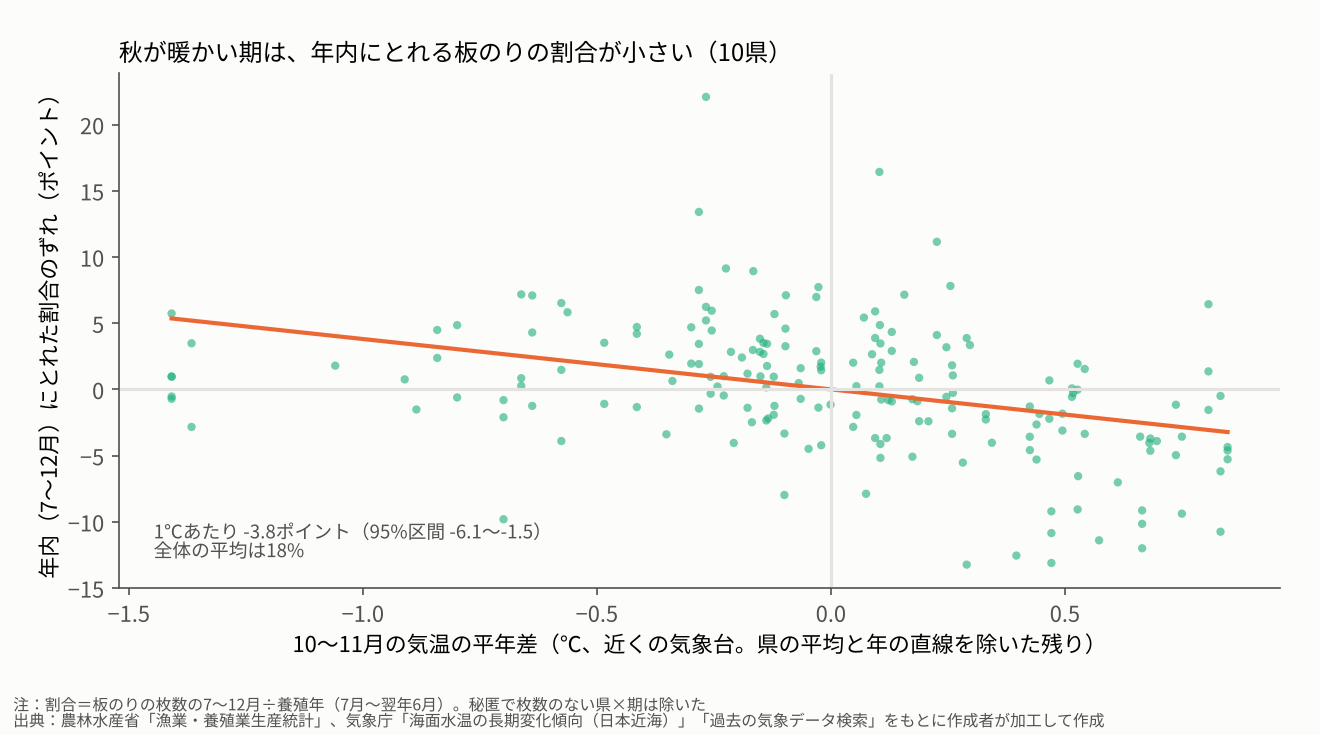 秋が暖かい期は、年内にとれる板のりの割合が小さい（10県）
年内（7〜12月）にとれた割合のずれ（ポイント）
20
15
10
5
0
−5
−10
−15
1℃あたり -3.8ポイント（95%区間 -6.1〜-1.5）
全体の平均は18%
−1.5
−1.0
−0.5
0.0
0.5
10〜11月の気温の平年差（℃、近くの気象台。県の平均と年の直線を除いた残り）
注：割合＝板のりの枚数の7〜12月÷養殖年（7月〜翌年6月）。秘匿で枚数のない県×期は除いた
出典：農林水産省「漁業・養殖業生産統計」、気象庁「海面水温の長期変化傾向（日本近海）」「過去の気象データ検索」をもとに作成者が加工して作成